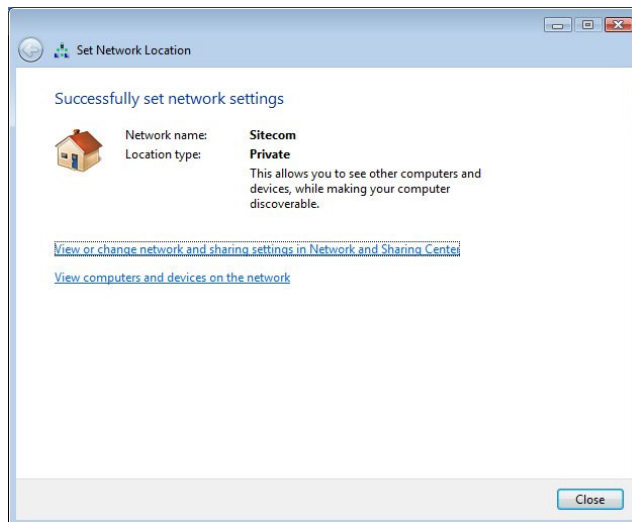 Set Network Location
Successfully set network settings
Network name: Sitecom
Location type: Private
This allows you to see other computers and
devices, while making your computer
discoverable.
View or change network and sharing settings in Network and Sharing Center
View computers and devices on the network
Close